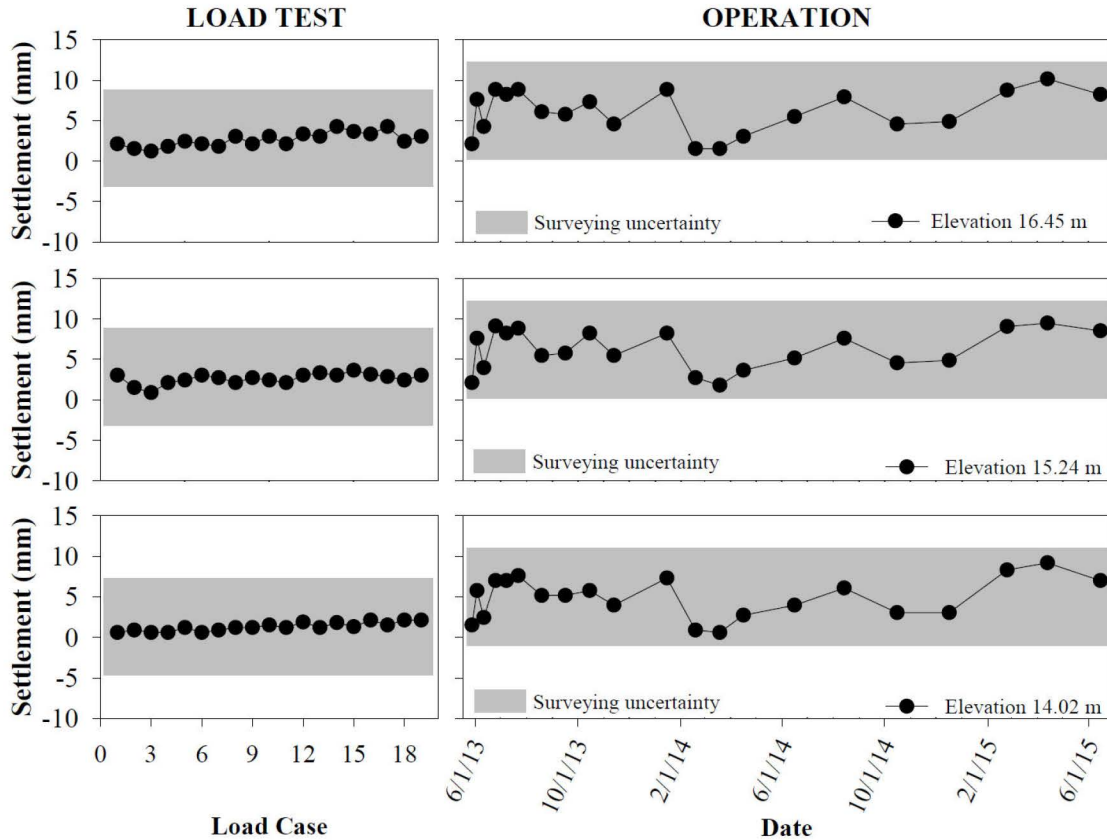 LOAD TEST
OPERATION
Settlement (mm)
15
10
5
0
-5
-10
Surveying uncertainty
Elevation 16.45 m
Settlement (mm)
15
10
5
0
-5
-10
Surveying uncertainty
Elevation 15.24 m
Settlement (mm)
15
10
5
0
-5
-10
Surveying uncertainty
Elevation 14.02 m
0 3 6 9 12 15 18
6/1/13 10/1/13 2/1/14 6/1/14 10/1/14 2/1/15 6/1/15
Load Case
Date